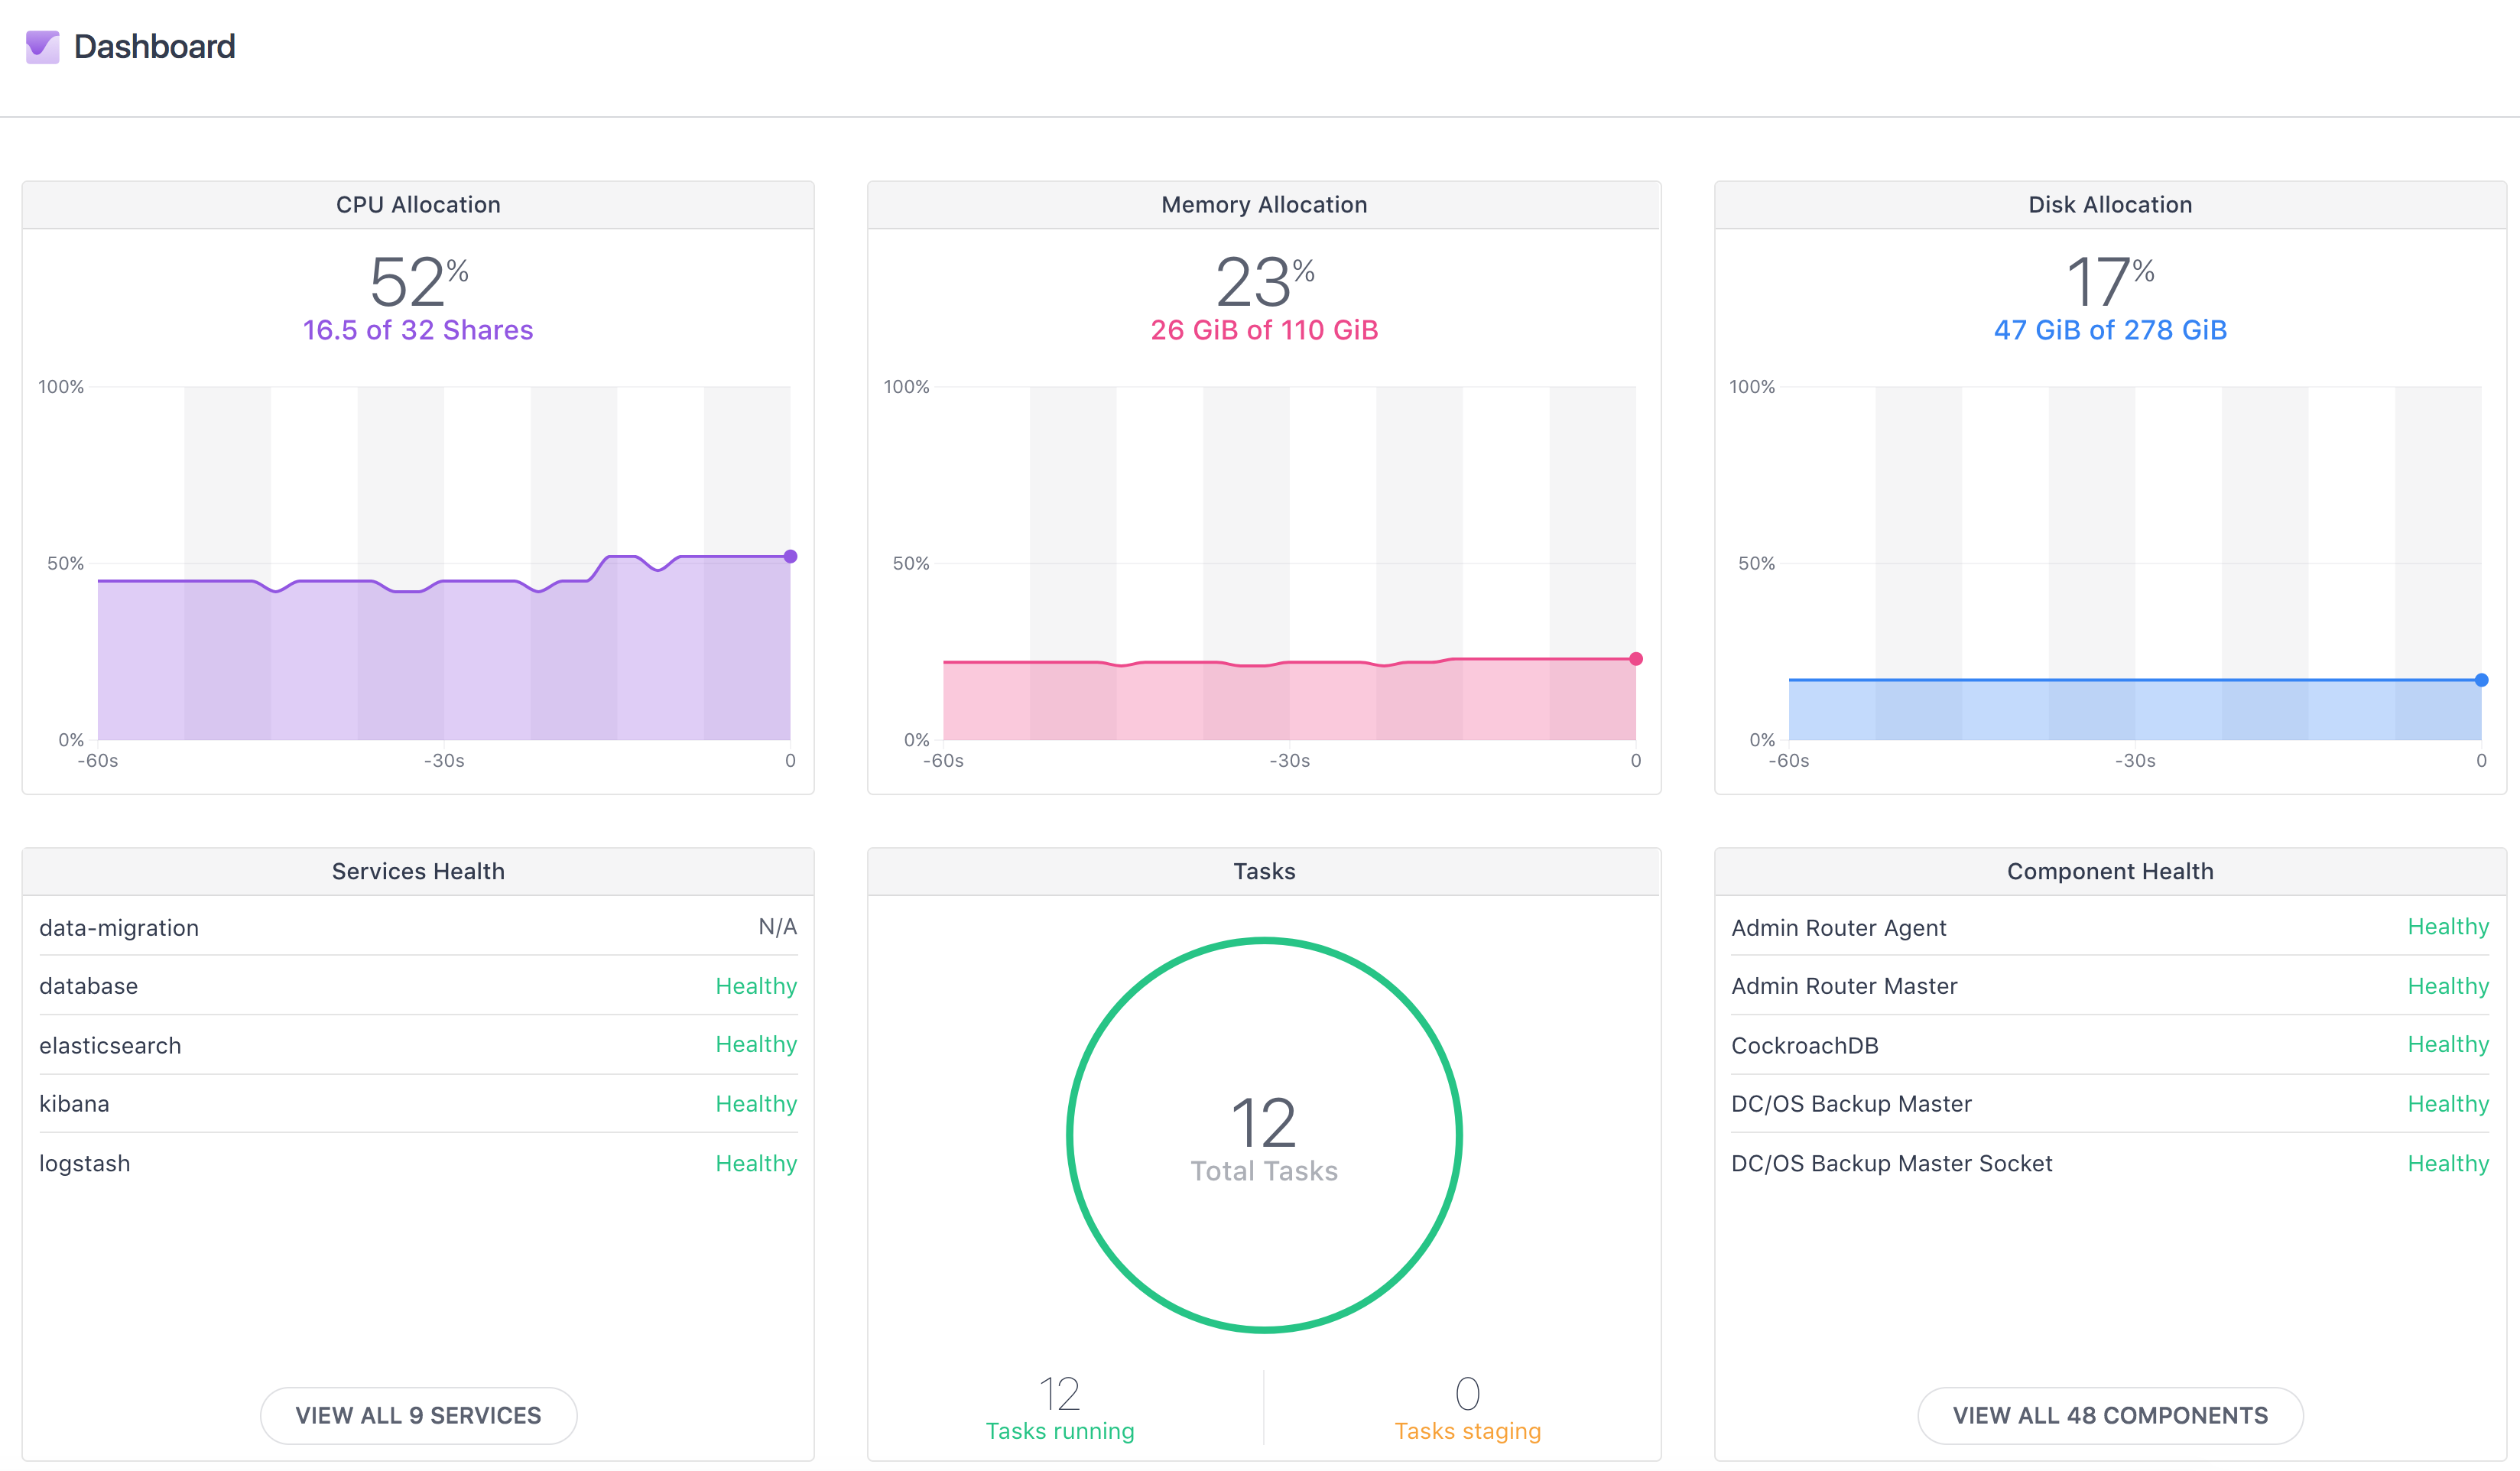 Dashboard
CPU Allocation
52%
16.5 of 32 Shares
100%
50%
0%
-60s -30s 0
Memory Allocation
23%
26 GiB of 110 GiB
100%
50%
0%
-60s -30s 0
Disk Allocation
17%
47 GiB of 278 GiB
100%
50%
0%
-60s -30s 0
Services Health
data-migration N/A
database Healthy
elasticsearch Healthy
kibana Healthy
logstash Healthy
VIEW ALL 9 SERVICES
Tasks
12
Total Tasks
12
Tasks running
0
Tasks staging
Component Health
Admin Router Agent Healthy
Admin Router Master Healthy
CockroachDB Healthy
DC/OS Backup Master Healthy
DC/OS Backup Master Socket Healthy
VIEW ALL 48 COMPONENTS